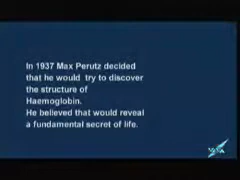 In 1937 Max Perutz decided
that he would try to discover
the structure of
Haemoglobin.
He believed that would reveal
a fundamental secret of life.